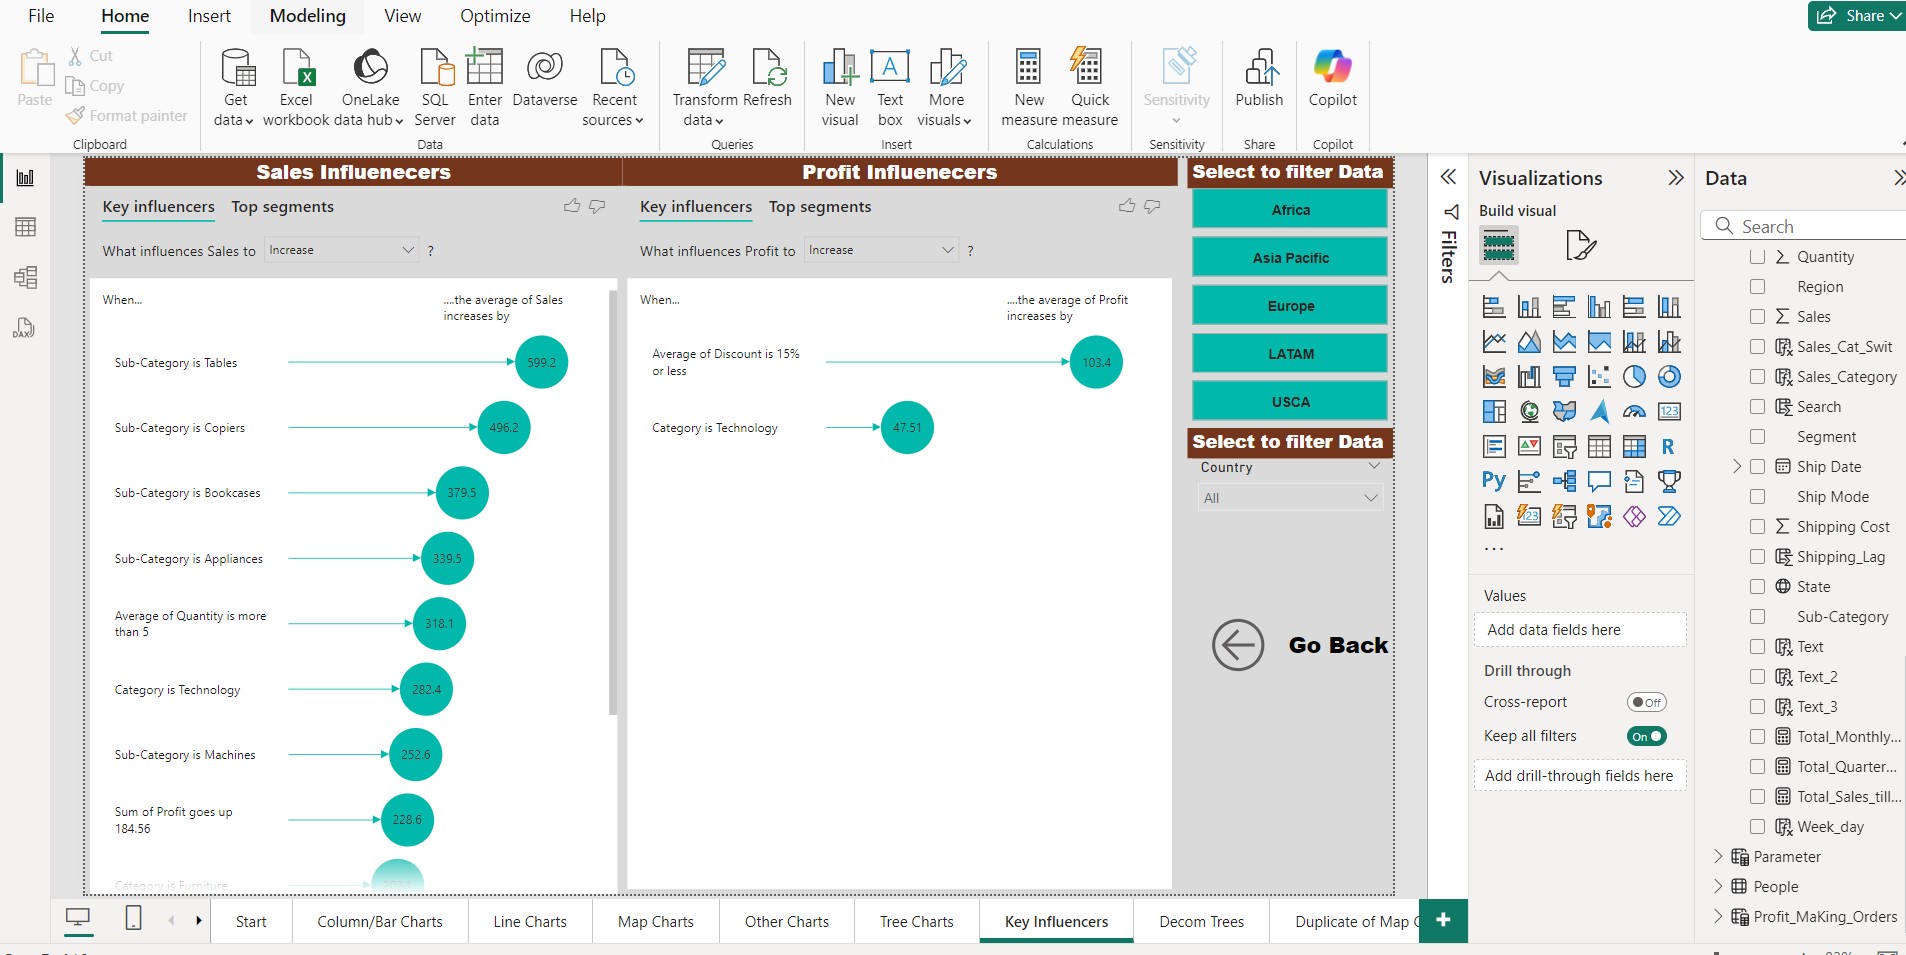 File Home Insert Modeling View Optimize Help Share
Paste
Cut
Copy
Format painter
Clipboard
Get data
Excel workbook
OneLake data hub
SQL Server
Enter data
Dataverse
Recent sources
Data
Transform data
Refresh
Queries
New visual
Text box
More visuals
Insert
New measure
Quick measure
Calculations
Sensitivity
Sensitivity
Publish
Share
Copilot
Copilot
Sales Influenecers
Key influencers Top segments
What influences Sales to Increase ?
When...
....the average of Sales
increases by
Sub-Category is Tables 599.2
Sub-Category is Copiers 496.2
Sub-Category is Bookcases 379.5
Sub-Category is Appliances 339.5
Average of Quantity is more
than 5
318.1
Category is Technology 282.4
Sub-Category is Machines 252.6
Sum of Profit goes up
184.56
228.6
Category is Furniture
Profit Influenecers
Key influencers Top segments
What influences Profit to Increase ?
When...
....the average of Profit
increases by
Average of Discount is 15%
or less
103.4
Category is Technology 47.51
Select to filter Data
Africa
Asia Pacific
Europe
LATAM
USCA
Select to filter Data
Country
All
Go Back
Filters
Visualizations
Build visual
123
R
Py
123
...
Values
Add data fields here
Drill through
Cross-report Off
Keep all filters On
Add drill-through fields here
Data
Search
Quantity
Region
Sales
Sales_Cat_Swit
Sales_Category
Search
Segment
Ship Date
Ship Mode
Shipping Cost
Shipping_Lag
State
Sub-Category
Text
Text_2
Text_3
Total_Monthly...
Total_Quarter...
Total_Sales_till...
Week_day
Parameter
People
Profit_MaKing_Orders
DAX
Start Column/Bar Charts Line Charts Map Charts Other Charts Tree Charts Key Influencers Decom Trees Duplicate of Map C +